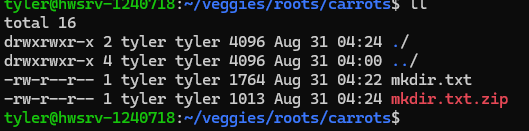 tyler@hwsrv-1240718:~/veggies/roots/carrots$ ll
total 16
drwxrwxr-x 2 tyler tyler 4096 Aug 31 04:24 ./
drwxrwxr-x 4 tyler tyler 4096 Aug 31 04:00 ../
-rw-r--r-- 1 tyler tyler 1764 Aug 31 04:22 mkdir.txt
-rw-r--r-- 1 tyler tyler 1013 Aug 31 04:24 mkdir.txt.zip
tyler@hwsrv-1240718:~/veggies/roots/carrots$